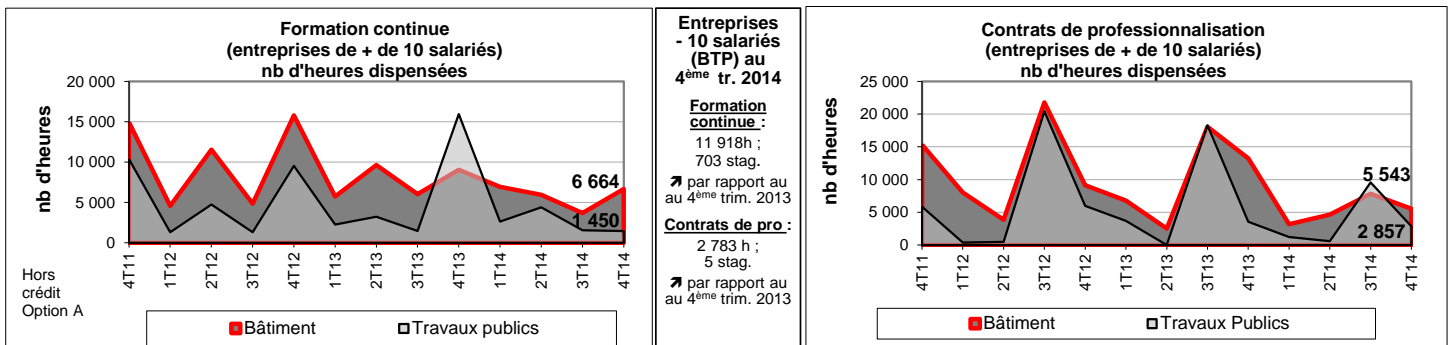 Formation continue
(entreprises de + de 10 salariés)
nb d'heures dispensées
nb d'heures
20 000
15 000
10 000
5 000
0
6 664
1 450
4T11
1T12
2T12
3T12
4T12
1T13
2T13
3T13
4T13
1T14
2T14
3T14
4T14
Hors
crédit
Option A
Bâtiment
Travaux publics
Entreprises
- 10 salariés
(BTP) au
4ème tr. 2014
Formation
continue :
11 918h ;
703 stag.
↗ par rapport au
au 4ème trim. 2013
Contrats de pro :
2 783 h ;
5 stag.
↗ par rapport au
au 4ème trim. 2013
Contrats de professionnalisation
(entreprises de + de 10 salariés)
nb d'heures dispensées
nb d'heures
25 000
20 000
15 000
10 000
5 000
0
5 543
2 857
4T11
1T12
2T12
3T12
4T12
1T13
2T13
3T13
4T13
1T14
2T14
3T14
4T14
Bâtiment
Travaux Publics